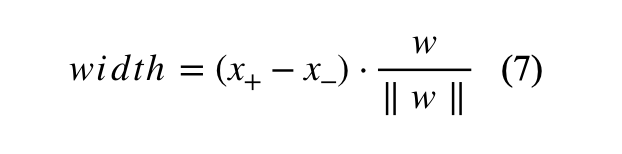 width = (x₊ − x₋) · w / ‖ w ‖ (7)